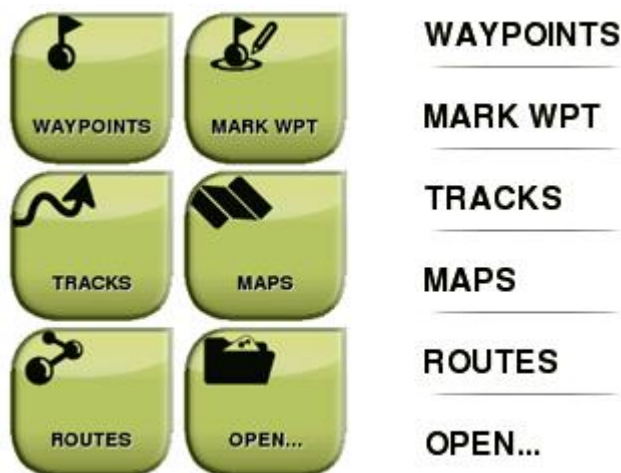 WAYPOINTS
MARK WPT
TRACKS
MAPS
ROUTES
OPEN...
WAYPOINTS
MARK WPT
TRACKS
MAPS
ROUTES
OPEN...